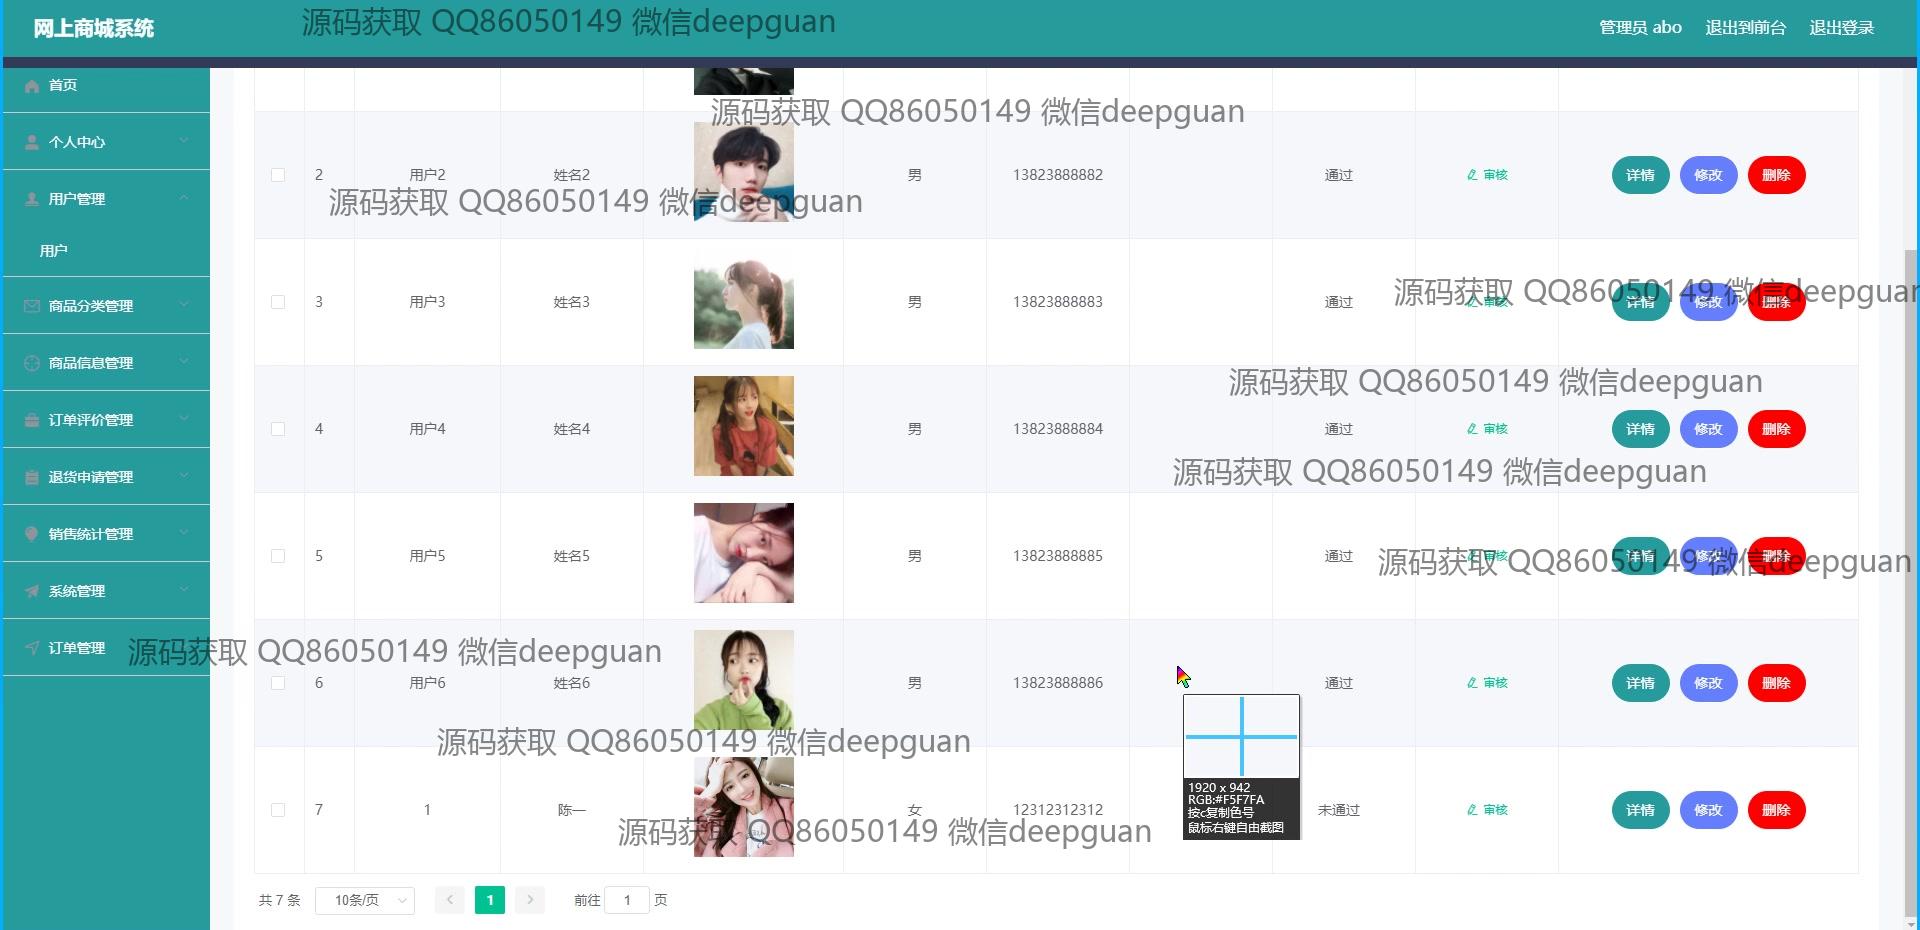 网上商城系统
源码获取 QQ86050149 微信deepguan
管理员 abo 退出到前台 退出登录
首页
源码获取 QQ86050149 微信deepguan
个人中心
2 用户2 姓名2 男 13823888882 通过 审核 详情 修改 删除
用户管理
源码获取 QQ86050149 微信deepguan
用户
商品分类管理
3 用户3 姓名3 男 13823888883 通过 审核 详情 修改 删除
源码获取 QQ86050149 微信deepguan
商品信息管理
源码获取 QQ86050149 微信deepguan
订单评价管理
4 用户4 姓名4 男 13823888884 通过 审核 详情 修改 删除
源码获取 QQ86050149 微信deepguan
退货申请管理
销售统计管理
5 用户5 姓名5 男 13823888885 通过 审核 详情 修改 删除
源码获取 QQ86050149 微信deepguan
系统管理
订单管理
源码获取 QQ86050149 微信deepguan
6 用户6 姓名6 男 13823888886 通过 审核 详情 修改 删除
源码获取 QQ86050149 微信deepguan
1920 x 942
RGB:#F5F7FA
按c复制色号
鼠标右键自由截图
7 1 陈一 女 12312312312 未通过 审核 详情 修改 删除
源码获取 QQ86050149 微信deepguan
共 7 条 10条/页 1 前往 1 页